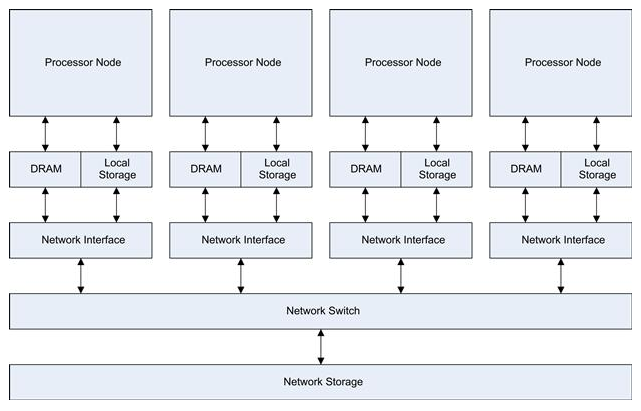 Processor Node
Processor Node
Processor Node
Processor Node
DRAM
Local
Storage
DRAM
Local
Storage
DRAM
Local
Storage
DRAM
Local
Storage
Network Interface
Network Interface
Network Interface
Network Interface
Network Switch
Network Storage